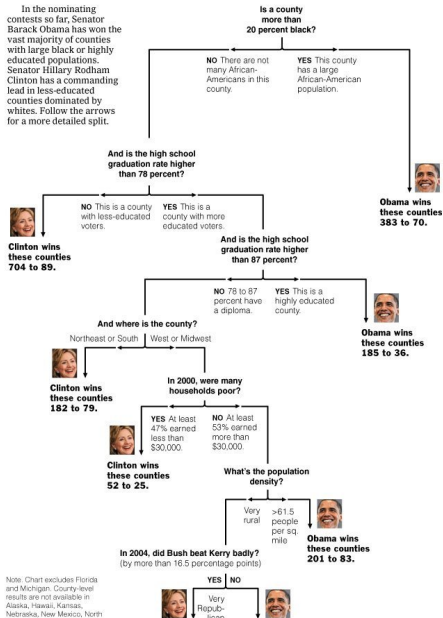 In the nominating
contests so far, Senator
Barack Obama has won the
vast majority of counties
with large black or highly
educated populations.
Senator Hillary Rodham
Clinton has a commanding
lead in less-educated
counties dominated by
whites. Follow the arrows
for a more detailed split.
Is a county
more than
20 percent black?
NO There are not
many African-
Americans in this
county.
YES This county
has a large
African-American
population.
Obama wins
these counties
383 to 70.
And is the high school
graduation rate higher
than 78 percent?
NO This is a county
with less-educated
voters.
YES This is a
county with more
educated voters.
Clinton wins
these counties
704 to 89.
And is the high school
graduation rate higher
than 87 percent?
NO 78 to 87
percent have
a diploma.
YES This is a
highly educated
county.
Obama wins
these counties
185 to 36.
And where is the county?
Northeast or South
West or Midwest
Clinton wins
these counties
182 to 79.
In 2000, were many
households poor?
YES At least
47% earned
less than
$30,000.
NO At least
53% earned
more than
$30,000.
Clinton wins
these counties
52 to 25.
What's the population
density?
Very
rural
>61.5
people
per sq.
mile
Obama wins
these counties
201 to 83.
In 2004, did Bush beat Kerry badly?
(by more than 16.5 percentage points)
YES
NO
Very
Repub-
lican
Note. Chart excludes Florida
and Michigan. County-level
results are not available in
Alaska, Hawaii, Kansas,
Nebraska, New Mexico, North